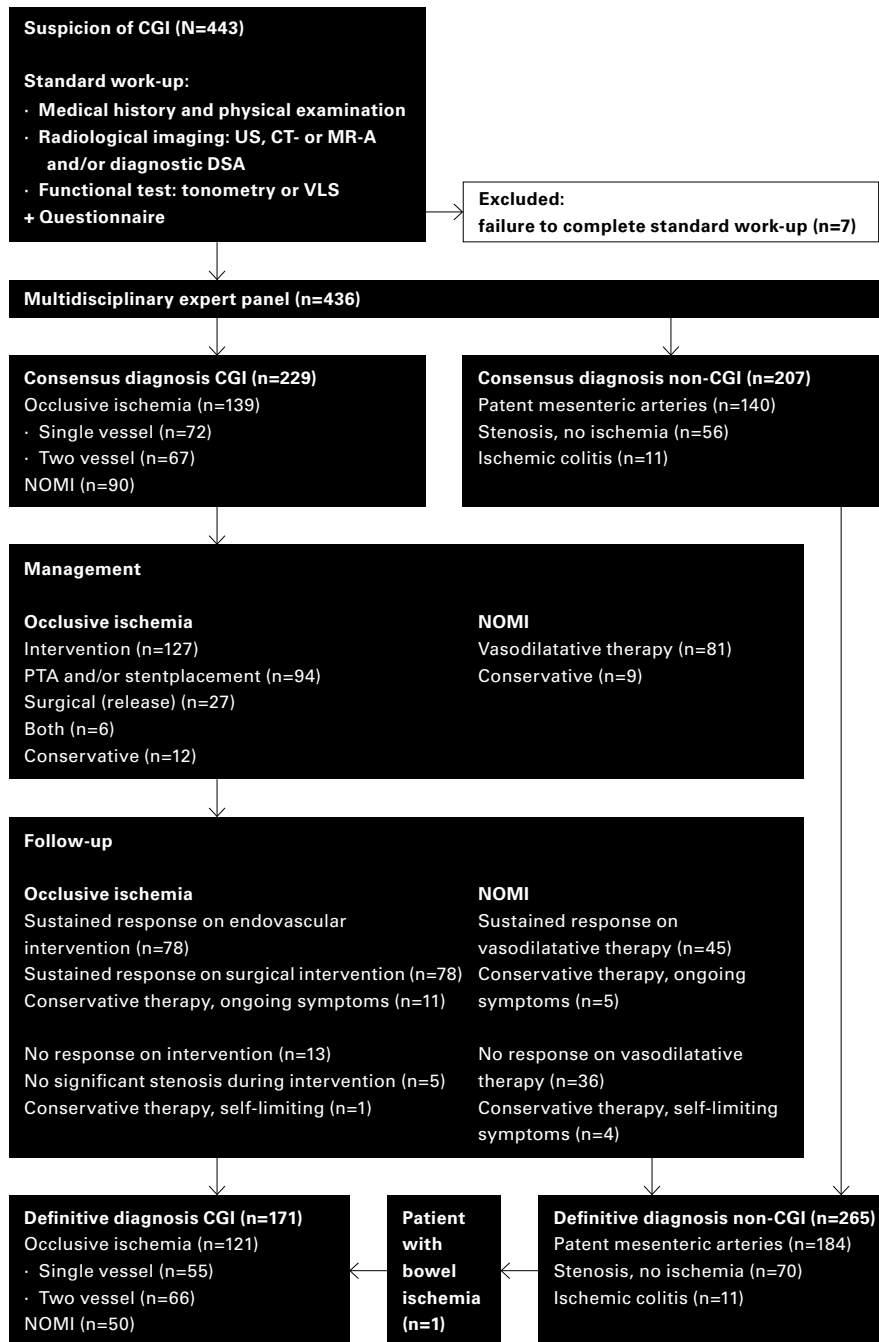 Suspicion of CGI (N=443)
Standard work-up:
· Medical history and physical examination
· Radiological imaging: US, CT- or MR-A
and/or diagnostic DSA
· Functional test: tonometry or VLS
+ Questionnaire
Excluded:
failure to complete standard work-up (n=7)
Multidisciplinary expert panel (n=436)
Consensus diagnosis CGI (n=229)
Occlusive ischemia (n=139)
· Single vessel (n=72)
· Two vessel (n=67)
NOMI (n=90)
Consensus diagnosis non-CGI (n=207)
Patent mesenteric arteries (n=140)
Stenosis, no ischemia (n=56)
Ischemic colitis (n=11)
Management
Occlusive ischemia
Intervention (n=127)
PTA and/or stentplacement (n=94)
Surgical (release) (n=27)
Both (n=6)
Conservative (n=12)
NOMI
Vasodilatative therapy (n=81)
Conservative (n=9)
Follow-up
Occlusive ischemia
Sustained response on endovascular
intervention (n=78)
Sustained response on surgical intervention (n=78)
Conservative therapy, ongoing symptoms (n=11)
No response on intervention (n=13)
No significant stenosis during intervention (n=5)
Conservative therapy, self-limiting (n=1)
NOMI
Sustained response on
vasodilatative therapy (n=45)
Conservative therapy, ongoing
symptoms (n=5)
No response on vasodilatative
therapy (n=36)
Conservative therapy, self-limiting
symptoms (n=4)
Definitive diagnosis CGI (n=171)
Occlusive ischemia (n=121)
· Single vessel (n=55)
· Two vessel (n=66)
NOMI (n=50)
Patient
with
bowel
ischemia
(n=1)
Definitive diagnosis non-CGI (n=265)
Patent mesenteric arteries (n=184)
Stenosis, no ischemia (n=70)
Ischemic colitis (n=11)